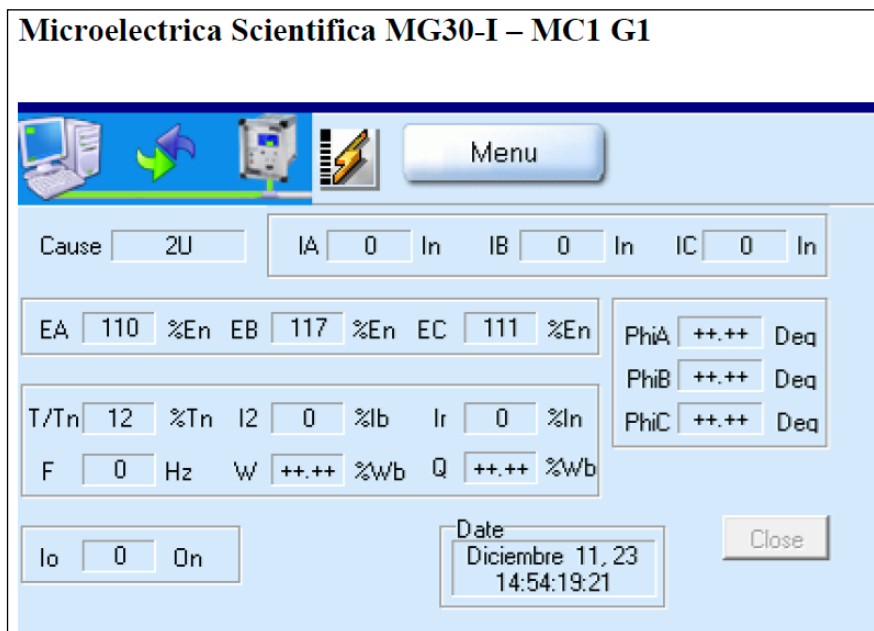 Microelectrica Scientifica MG30-I – MC1 G1
Menu
Cause 2U IA 0 In IB 0 In IC 0 In
EA 110 %En EB 117 %En EC 111 %En
PhiA ++.++ Deg
PhiB ++.++ Deg
PhiC ++.++ Deg
T/Tn 12 %Tn I2 0 %Ib Ir 0 %In
F 0 Hz W ++.++ %Wb Q ++.++ %Wb
Io 0 On
Date
Diciembre 11, 23
14:54:19:21
Close